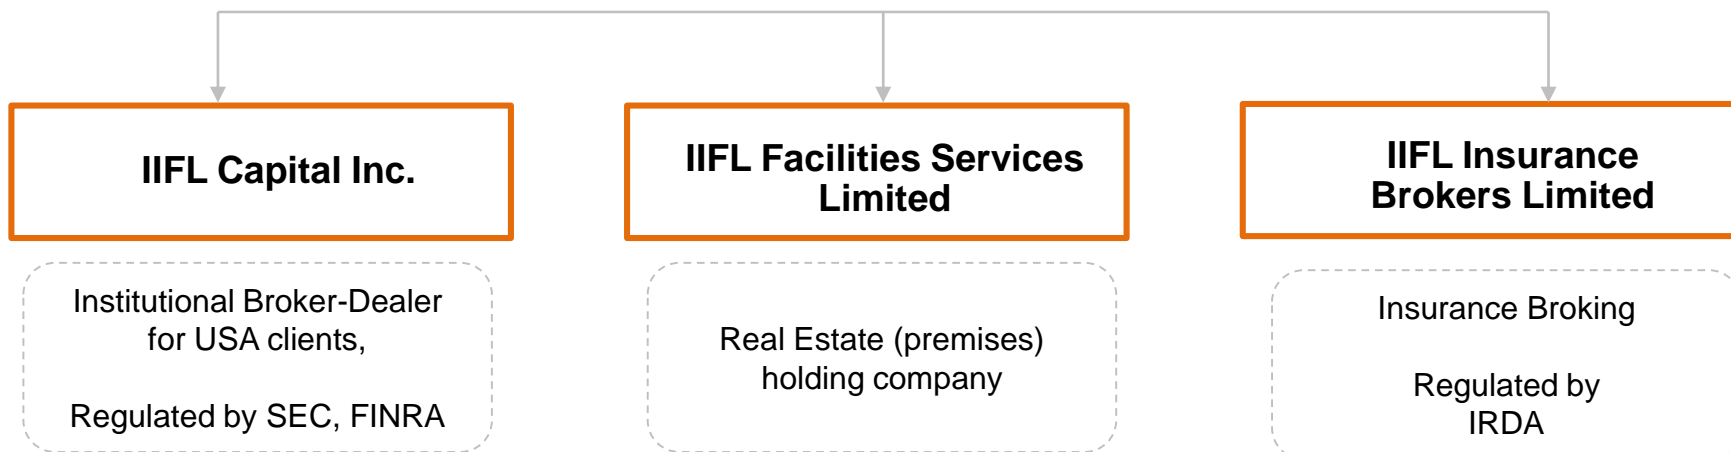 IIFL Capital Inc.
IIFL Facilities Services
Limited
IIFL Insurance
Brokers Limited
Institutional Broker-Dealer
for USA clients,
Regulated by SEC, FINRA
Real Estate (premises)
holding company
Insurance Broking
Regulated by
IRDA